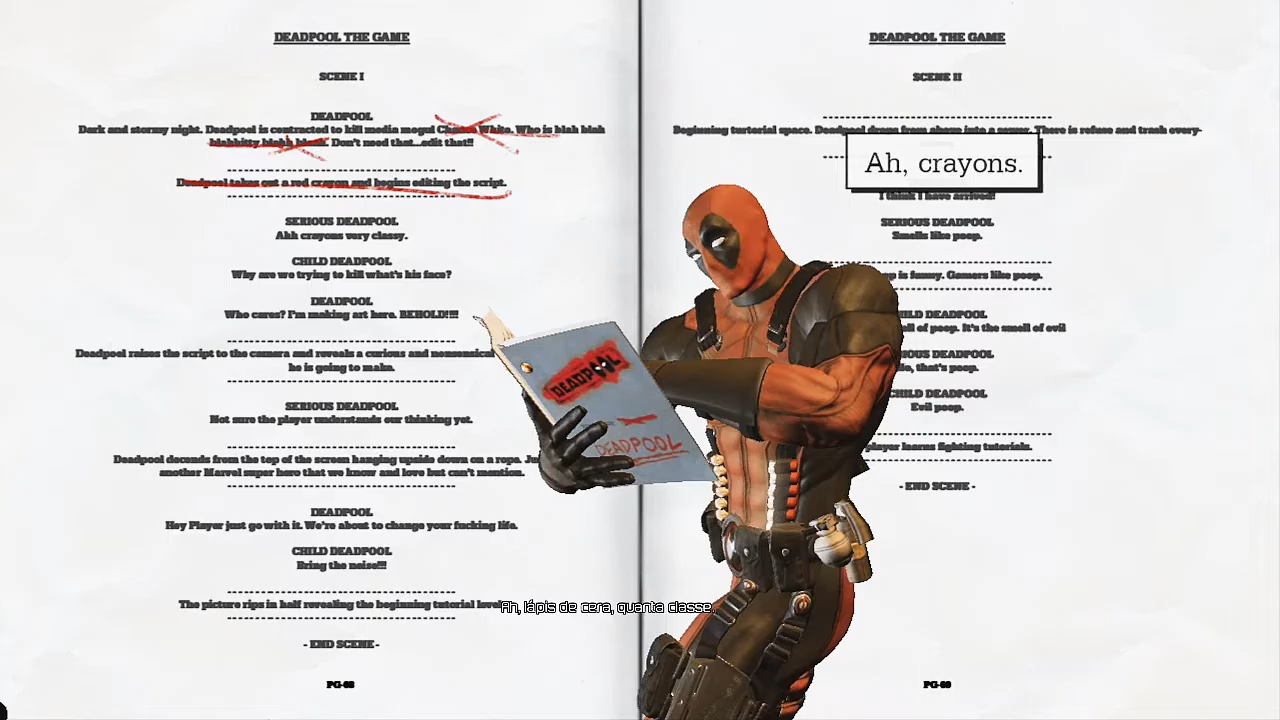 DEADPOOL THE GAME
SCENE I
DEADPOOL
Dark and stormy night. Deadpool is contracted to kill media mogul Chance White. Who is blah blah
blabbitty blahh blash. Don't need that...edit that!!
Deadpool takes out a red crayon and begins editing the script.
SERIOUS DEADPOOL
Ahh crayons very classy.
CHILD DEADPOOL
Why are we trying to kill what's his face?
DEADPOOL
Who cares? I'm making art here. BEHOLD!!!!
Deadpool raises the script to the camera and reveals a curious and nonsensical
he is going to make.
SERIOUS DEADPOOL
Not sure the player understands our thinking yet.
Deadpool decends from the top of the screen hanging upside down on a rope. Ju
another Marvel super hero that we know and love but can't mention.
DEADPOOL
Hey Player just go with it. We're about to change your fucking life.
CHILD DEADPOOL
Bring the noise!!!
The picture rips in half revealing the beginning tutorial level
- END SCENE -
PG-08
DEADPOOL THE GAME
SCENE II
Beginning turtorial space. Deadpool drops from above into a sewer. There is refuse and trash every-
Ah, crayons.
I think I have arrived!
SERIOUS DEADPOOL
Smells like poop.
is funny. Gamers like poop.
DEADPOOL
of poop. It's the smell of evil
DEADPOOL
that's poop.
CHILD DEADPOOL
Evil poop.
player learns fighting tutorials.
- END SCENE -
PG-09
DEADPOOL
DEADPOOL
Ah, lápis de cera, quanta classe.